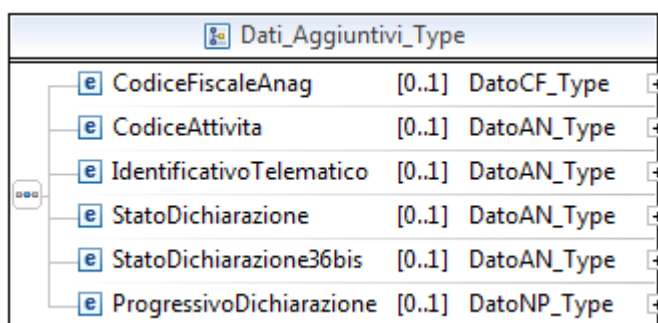 Dati_Aggiuntivi_Type
e CodiceFiscaleAnag [0..1] DatoCF_Type
e CodiceAttivita [0..1] DatoAN_Type
e IdentificativoTelematico [0..1] DatoAN_Type
e StatoDichiarazione [0..1] DatoAN_Type
e StatoDichiarazione36bis [0..1] DatoAN_Type
e ProgressivoDichiarazione [0..1] DatoNP_Type